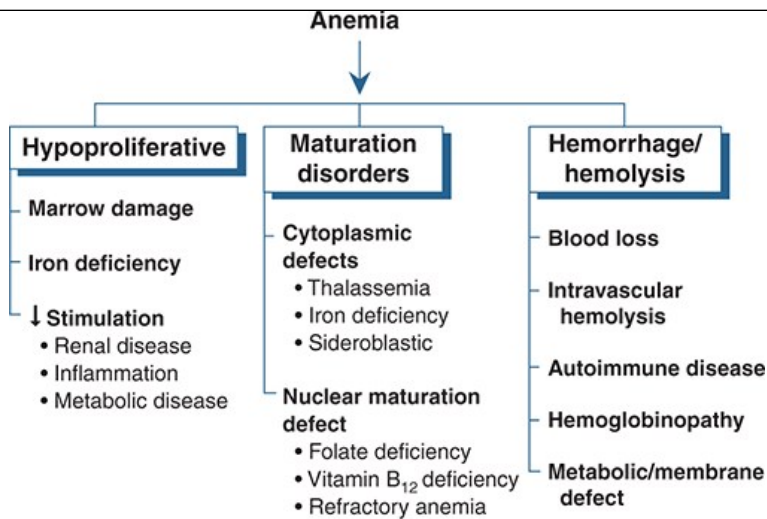 Anemia
Hypoproliferative
Marrow damage
Iron deficiency
↓ Stimulation
• Renal disease
• Inflammation
• Metabolic disease
Maturation
disorders
Cytoplasmic
defects
• Thalassemia
• Iron deficiency
• Sideroblastic
Nuclear maturation
defect
• Folate deficiency
• Vitamin B₁₂ deficiency
• Refractory anemia
Hemorrhage/
hemolysis
Blood loss
Intravascular
hemolysis
Autoimmune disease
Hemoglobinopathy
Metabolic/membrane
defect